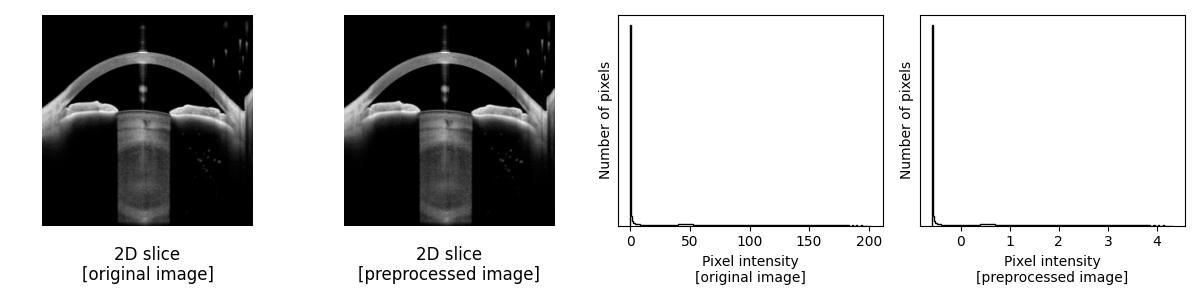 2D slice
[original image]
2D slice
[preprocessed image]
Number of pixels
0 50 100 150 200
Pixel intensity
[original image]
Number of pixels
0 1 2 3 4
Pixel intensity
[preprocessed image]